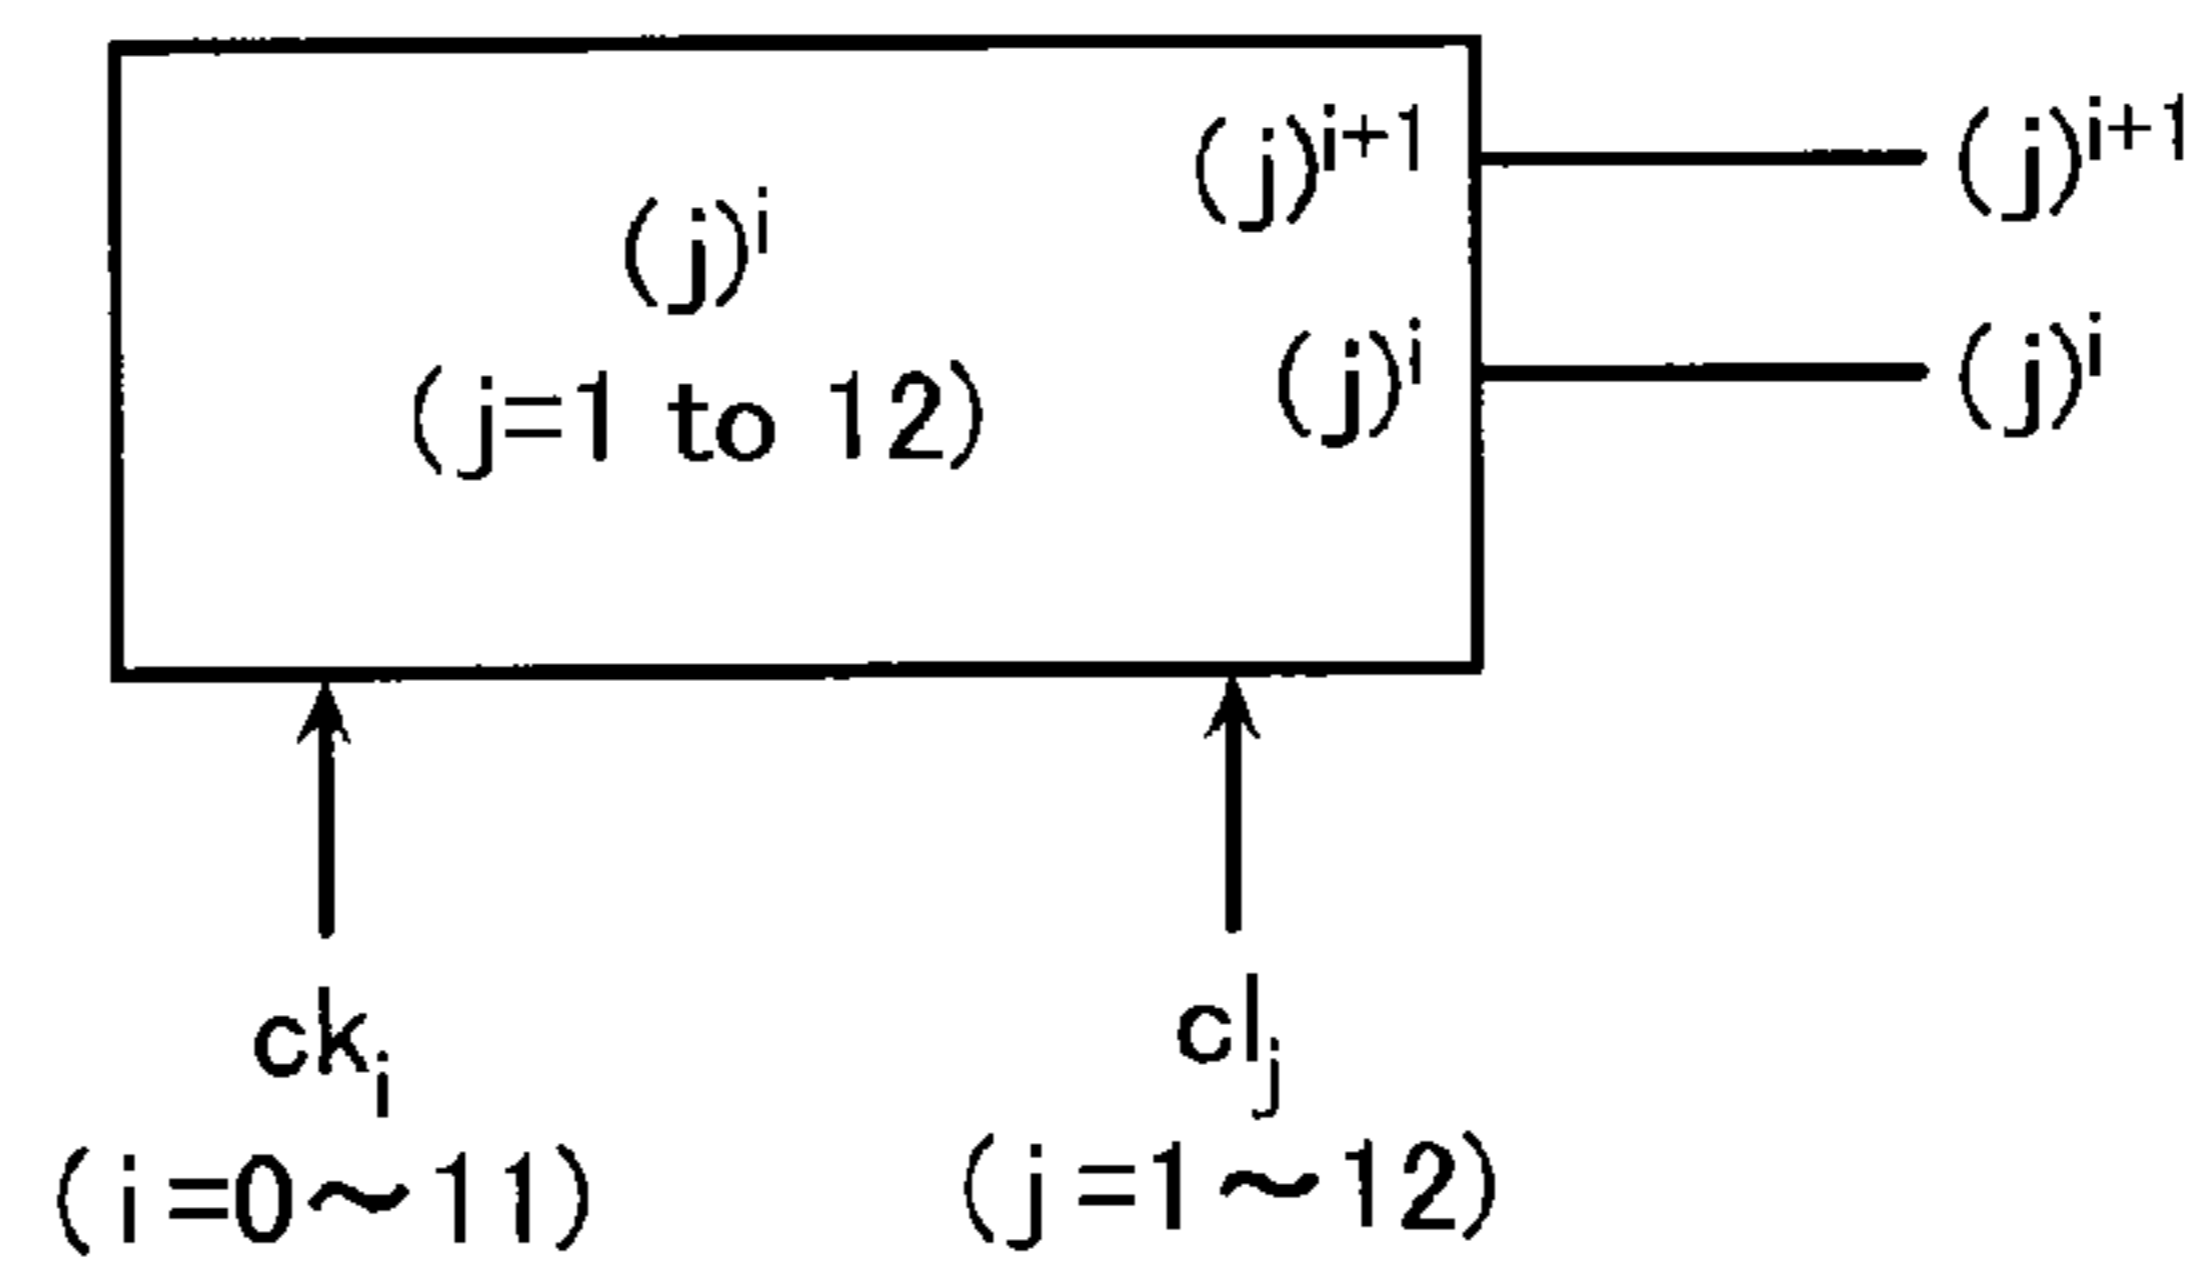 (j)^{i+1} (j)^{i+1}
(j)^i
(j)^i (j)^i
(j=1 to 12)
ck_i cl_j
(i=0～11) (j=1～12)